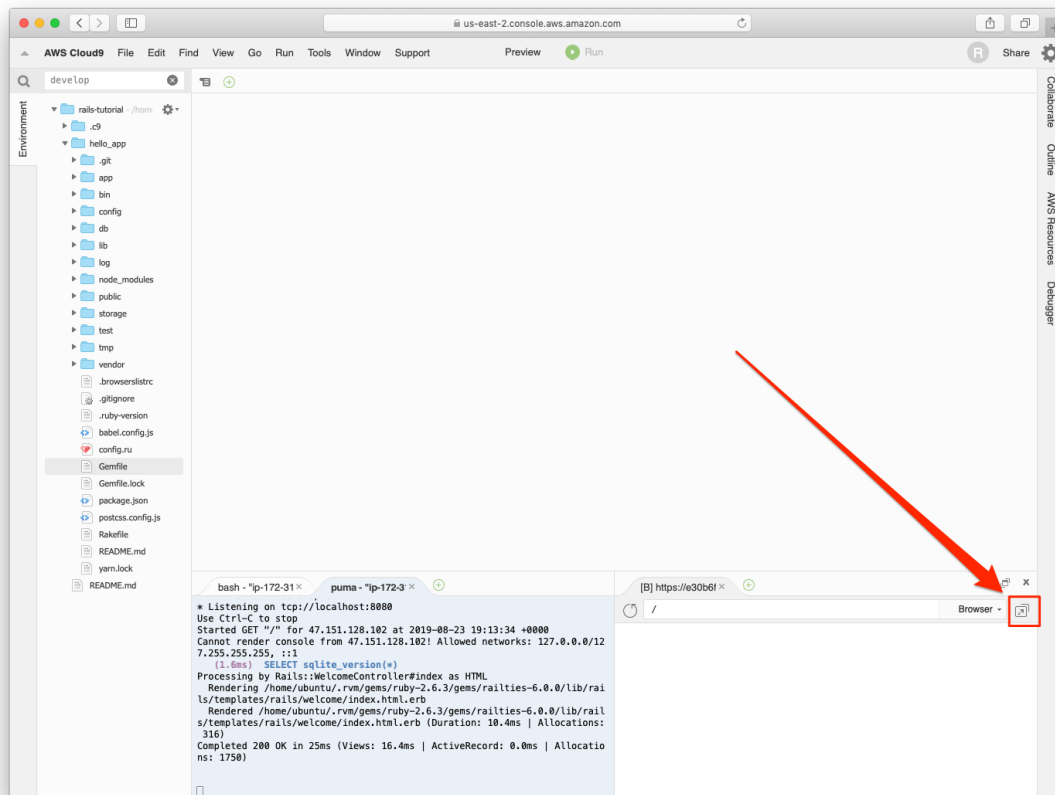 us-east-2.console.aws.amazon.com
AWS Cloud9 File Edit Find View Go Run Tools Window Support Preview Run R Share
develop
Environment
rails-tutorial - /hom
.c9
hello_app
.git
app
bin
config
db
lib
log
node_modules
public
storage
test
tmp
vendor
.browserslistrc
.gitignore
.ruby-version
babel.config.js
config.ru
Gemfile
Gemfile.lock
package.json
postcss.config.js
Rakefile
README.md
yarn.lock
README.md
Collaborate
Outline
AWS Resources
Debugger
bash - "ip-172-31 × puma - "ip-172-3 ×
* Listening on tcp://localhost:8080
Use Ctrl-C to stop
Started GET "/" for 47.151.128.102 at 2019-08-23 19:13:34 +0000
Cannot render console from 47.151.128.102! Allowed networks: 127.0.0.0/12
7.255.255.255, ::1
(1.6ms) SELECT sqlite_version(*)
Processing by Rails::WelcomeController#index as HTML
Rendering /home/ubuntu/.rvm/gems/ruby-2.6.3/gems/railties-6.0.0/lib/rai
ls/templates/rails/welcome/index.html.erb
Rendered /home/ubuntu/.rvm/gems/ruby-2.6.3/gems/railties-6.0.0/lib/rail
s/templates/rails/welcome/index.html.erb (Duration: 10.4ms | Allocations:
316)
Completed 200 OK in 25ms (Views: 16.4ms | ActiveRecord: 0.0ms | Allocatio
ns: 1750)
[B] https://e30b6f ×
/ Browser